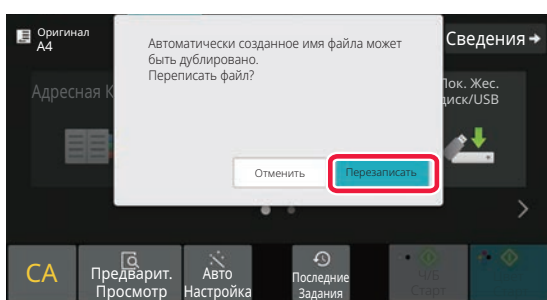 Оригинал
A4
Сведения
Автоматически созданное имя файла может
быть дублировано.
Переписать файл?
Адресная К
Лок. Жес.
диск/USB
Отменить
Перезаписать
CA
Предварит.
Просмотр
Авто
Настройка
Последние
Задания
Ч/Б
Старт